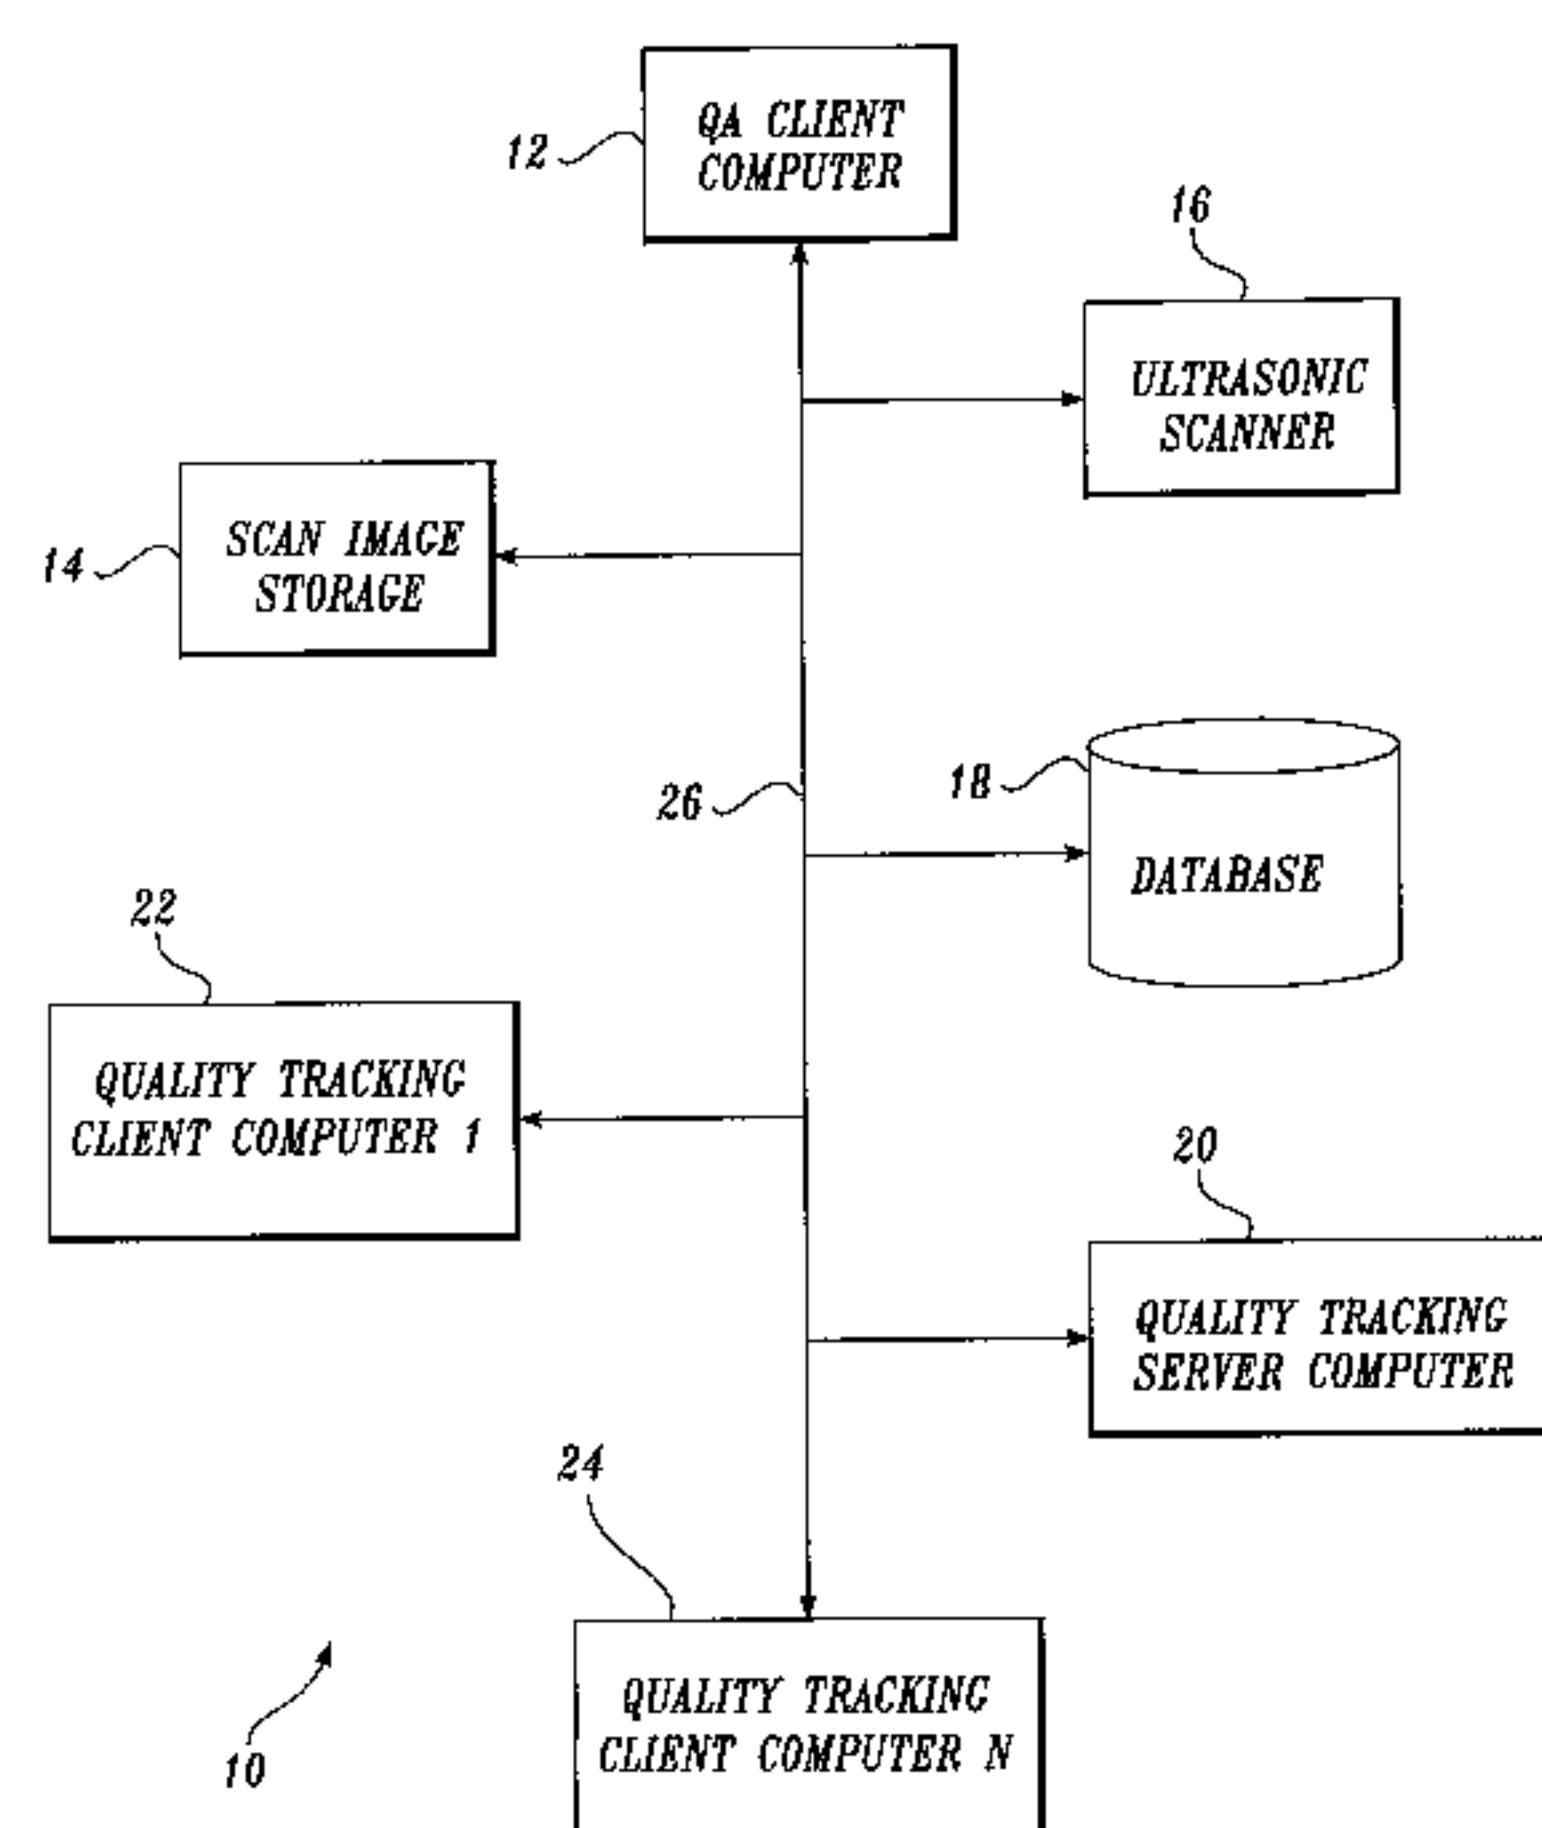 QA CLIENT
COMPUTER
12
16
ULTRASONIC
SCANNER
SCAN IMAGE
STORAGE
14
26
18
DATABASE
22
QUALITY TRACKING
CLIENT COMPUTER 1
20
QUALITY TRACKING
SERVER COMPUTER
24
QUALITY TRACKING
CLIENT COMPUTER N
10